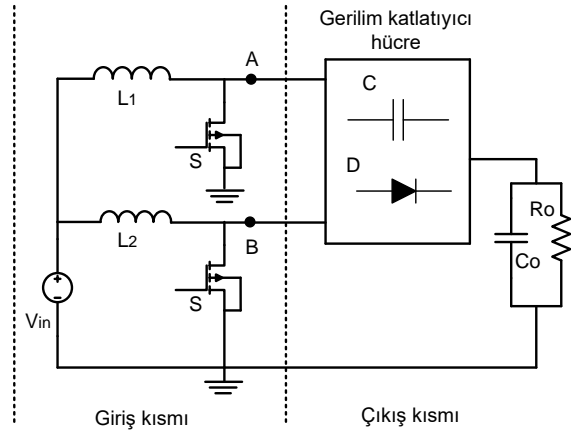 Gerilim katlatıyıcı
hücre
A
L1
C
S
D
L2
B
Ro
Co
S
Vin
Giriş kısmı
Çıkış kısmı